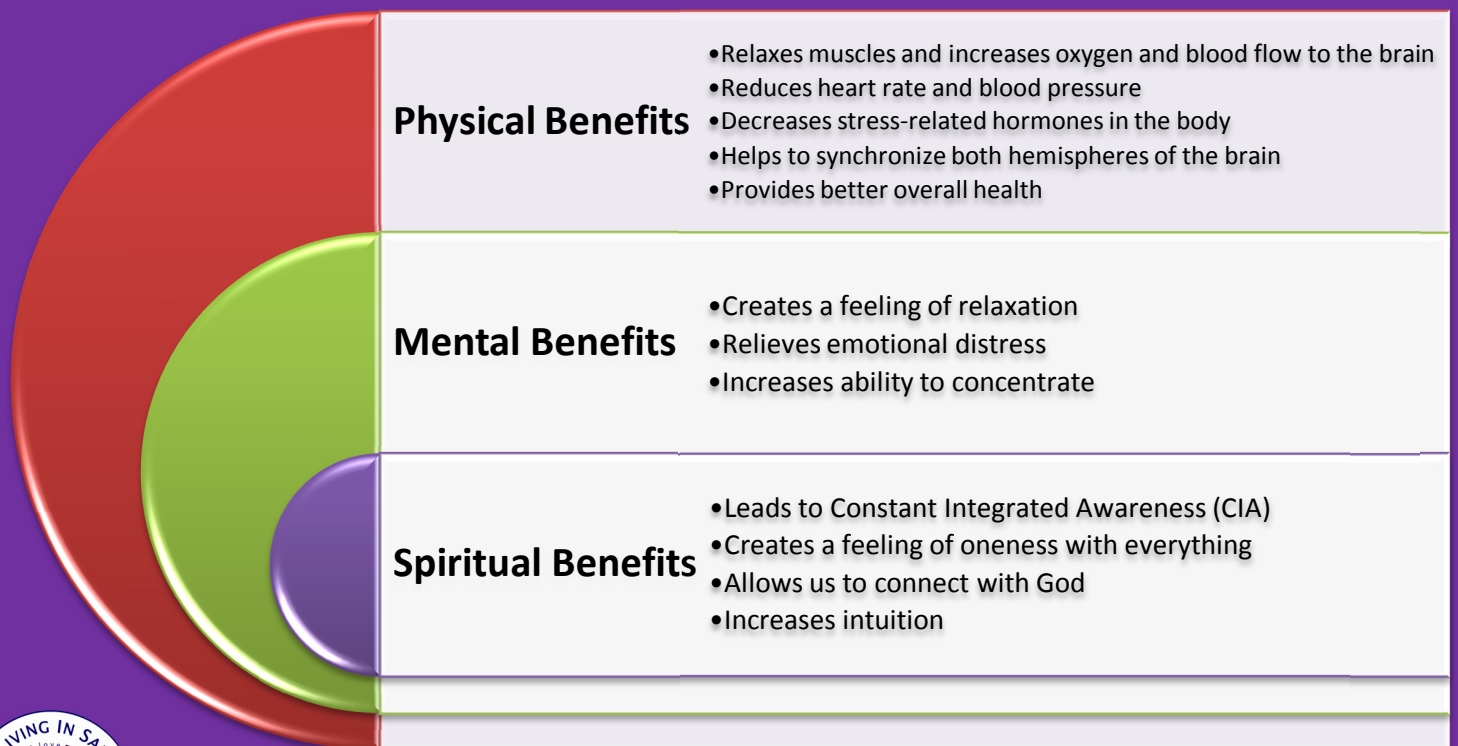 Physical Benefits
•Relaxes muscles and increases oxygen and blood flow to the brain
•Reduces heart rate and blood pressure
•Decreases stress-related hormones in the body
•Helps to synchronize both hemispheres of the brain
•Provides better overall health
Mental Benefits
•Creates a feeling of relaxation
•Relieves emotional distress
•Increases ability to concentrate
Spiritual Benefits
•Leads to Constant Integrated Awareness (CIA)
•Creates a feeling of oneness with everything
•Allows us to connect with God
•Increases intuition
IN